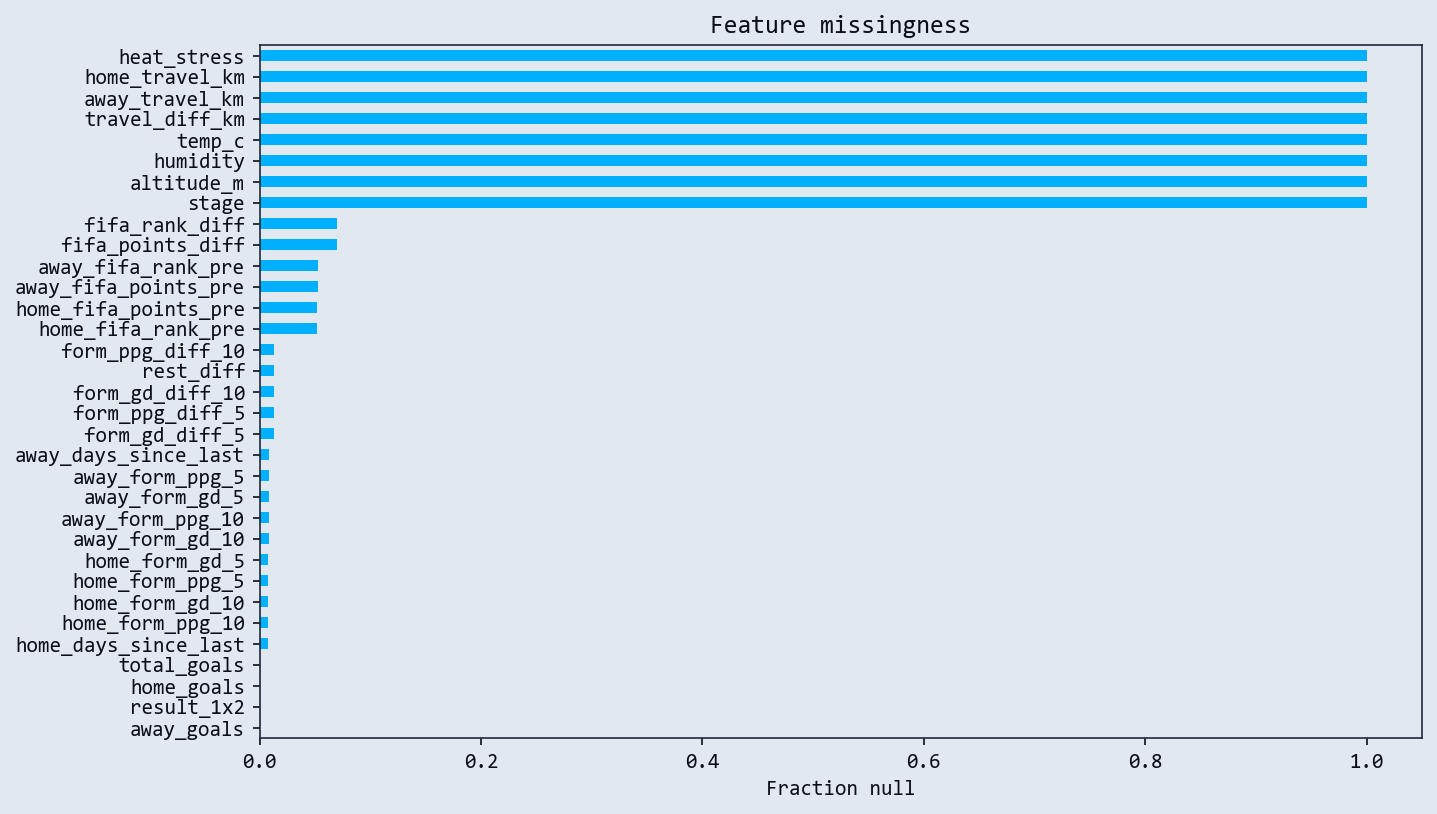 Feature missingness
heat_stress
home_travel_km
away_travel_km
travel_diff_km
temp_c
humidity
altitude_m
stage
fifa_rank_diff
fifa_points_diff
away_fifa_rank_pre
away_fifa_points_pre
home_fifa_points_pre
home_fifa_rank_pre
form_ppg_diff_10
rest_diff
form_gd_diff_10
form_ppg_diff_5
form_gd_diff_5
away_days_since_last
away_form_ppg_5
away_form_gd_5
away_form_ppg_10
away_form_gd_10
home_form_gd_5
home_form_ppg_5
home_form_gd_10
home_form_ppg_10
home_days_since_last
total_goals
home_goals
result_1x2
away_goals
0.0 0.2 0.4 0.6 0.8 1.0
Fraction null